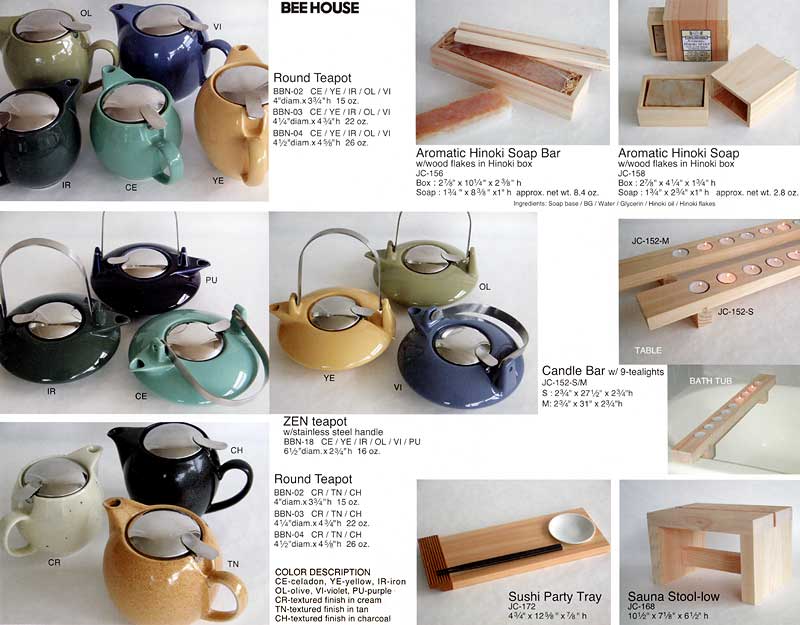 BEE HOUSE
OL
VI
IR
CE
YE
Round Teapot
BBN-02 CE / YE / IR / OL / VI
4"diam.x 3¾"h 15 oz.
BBN-03 CE / YE / IR / OL / VI
4¼"diam.x 4¾"h 22 oz.
BBN-04 CE / YE / IR / OL / VI
4½"diam.x 4⅝"h 26 oz.
Aromatic Hinoki Soap Bar
w/wood flakes in Hinoki box
JC-156
Box : 2⅞" x 10¼" x 2⅜"h
Soap : 1¾" x 8⅜" x1" h approx. net wt. 8.4 oz.
Aromatic Hinoki Soap
w/wood flakes in Hinoki box
JC-158
Box : 2⅞" x 4¼" x 1¾"h
Soap : 1¾" x 2¾" x1" h approx. net wt. 2.8 oz.
Ingredients: Soap base / BG / Water / Glycerin / Hinoki oil / Hinoki flakes
PU
IR
CE
OL
YE
VI
JC-152-M
JC-152-S
TABLE
BATH TUB
Candle Bar w/ 9-tealights
JC-152-S/M
S : 2¾" x 27½" x 2¾"h
M: 2¾" x 31" x 2¾"h
ZEN teapot
w/stainless steel handle
BBN-18 CE / YE / IR / OL / VI / PU
6½"diam.x 2¾"h 16 oz.
CH
CR
TN
Round Teapot
BBN-02 CR / TN / CH
4"diam.x 3¾"h 15 oz.
BBN-03 CR / TN / CH
4¼"diam.x 4¾"h 22 oz.
BBN-04 CR / TN / CH
4½"diam.x 4⅝"h 26 oz.
COLOR DESCRIPTION
CE-celadon, YE-yellow, IR-iron
OL-olive, VI-violet, PU-purple
CR-textured finish in cream
TN-textured finish in tan
CH-textured finish in charcoal
Sushi Party Tray
JC-172
4¾" x 12⅝" x ⅞" h
Sauna Stool-low
JC-168
10½" x 7⅛" x 6½" h